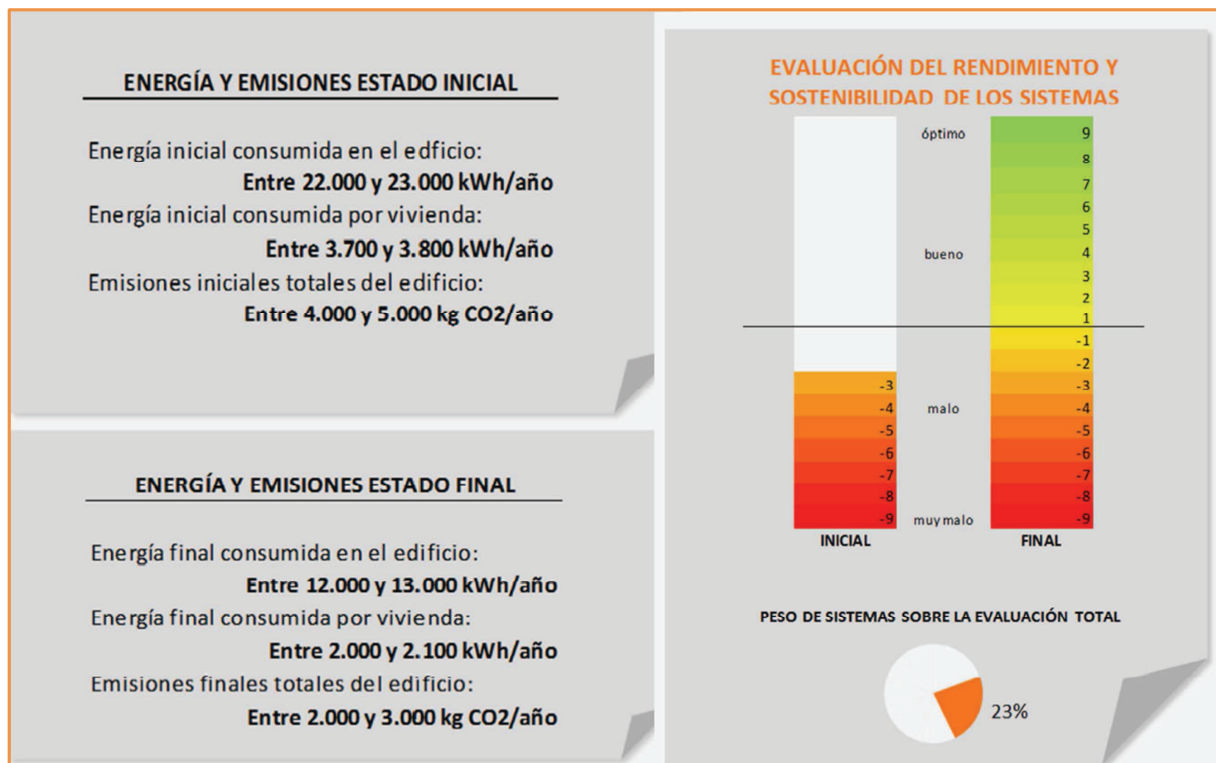 ENERGÍA Y EMISIONES ESTADO INICIAL
Energía inicial consumida en el edficio:
Entre 22.000 y 23.000 kWh/año
Energía inicial consumida por vivienda:
Entre 3.700 y 3.800 kWh/año
Emisiones iniciales totales del edificio:
Entre 4.000 y 5.000 kg CO2/año
ENERGÍA Y EMISIONES ESTADO FINAL
Energía final consumida en el edificio:
Entre 12.000 y 13.000 kWh/año
Energía final consumida por vivienda:
Entre 2.000 y 2.100 kWh/año
Emisiones finales totales del edificio:
Entre 2.000 y 3.000 kg CO2/año
EVALUACIÓN DEL RENDIMIENTO Y
SOSTENIBILIDAD DE LOS SISTEMAS
óptimo 9
8
7
6
5
bueno 4
3
2
1
-1
-2
-3 -3
-4 malo -4
-5 -5
-6 -6
-7 -7
-8 -8
-9 muy malo -9
INICIAL FINAL
PESO DE SISTEMAS SOBRE LA EVALUACIÓN TOTAL
23%